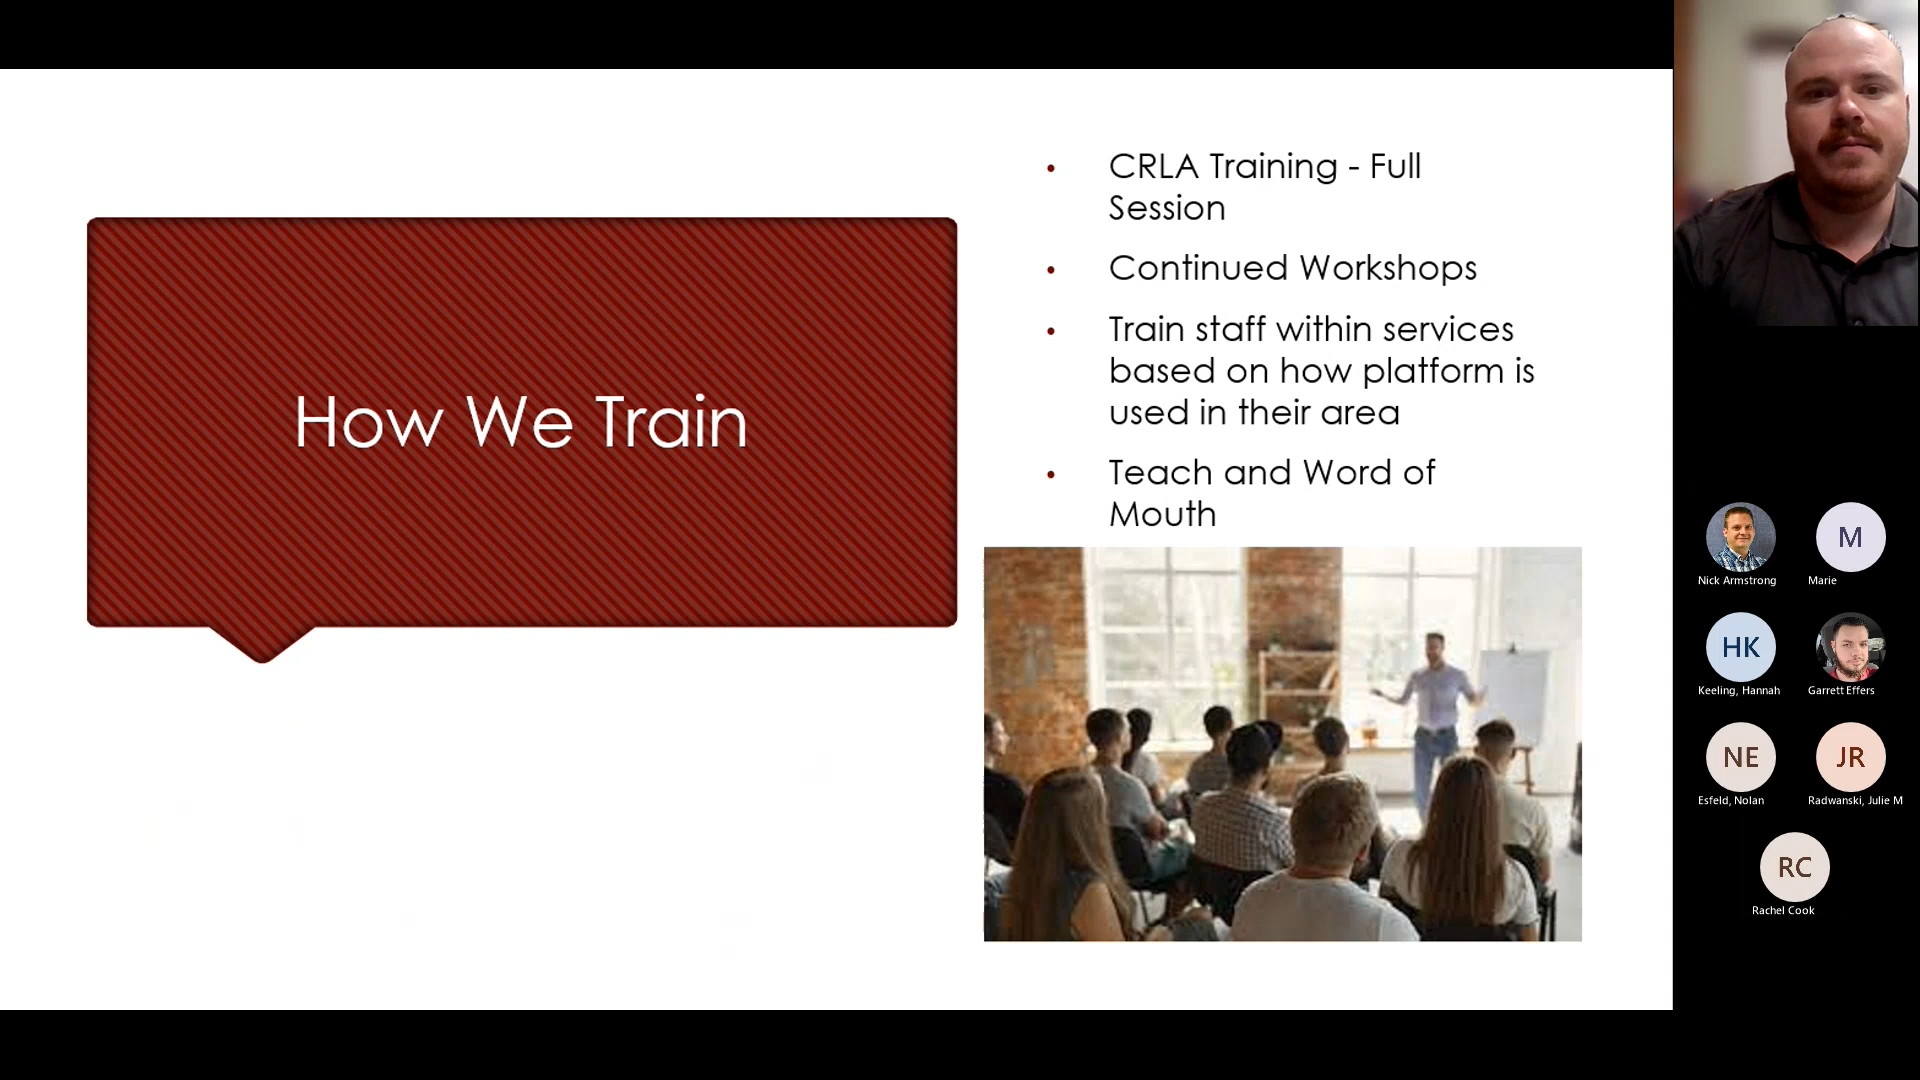 How We Train
• CRLA Training - Full
Session
• Continued Workshops
• Train staff within services
based on how platform is
used in their area
• Teach and Word of
Mouth
Nick Armstrong
M
Marie
HK
Keeling, Hannah
Garrett Effers
NE
Esfeld, Nolan
JR
Radwanski, Julie M
RC
Rachel Cook